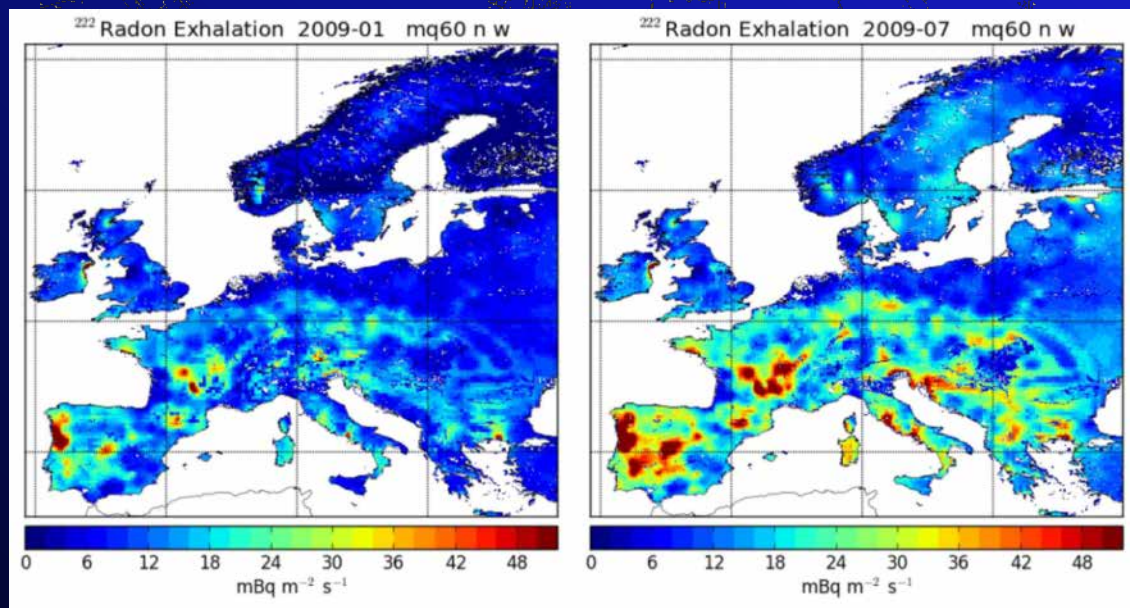 ²²² Radon Exhalation 2009-01 mq60 n w
0 6 12 18 24 30 36 42 48
mBq m⁻² s⁻¹
²²² Radon Exhalation 2009-07 mq60 n w
0 6 12 18 24 30 36 42 48
mBq m⁻² s⁻¹